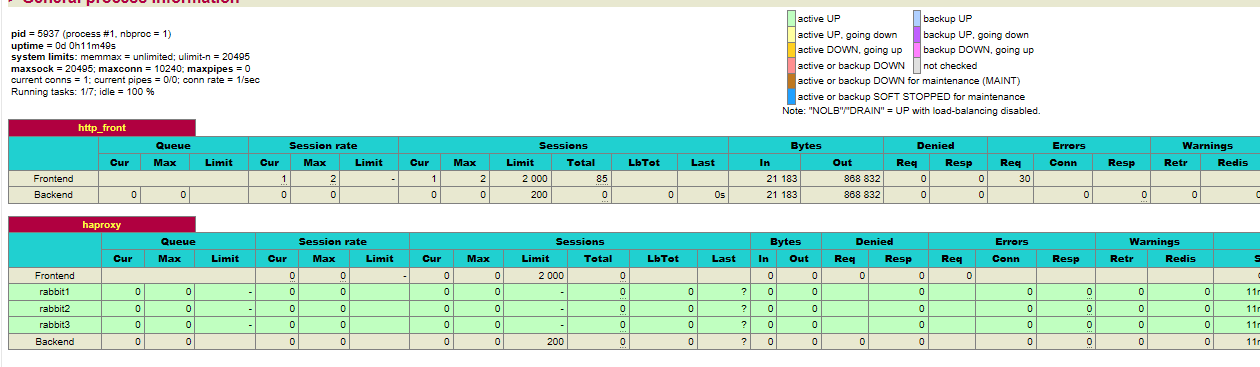 General process information
pid = 5937 (process #1, nbproc = 1)
uptime = 0d 0h11m49s
system limits: memmax = unlimited; ulimit-n = 20495
maxsock = 20495; maxconn = 10240; maxpipes = 0
current conns = 1; current pipes = 0/0; conn rate = 1/sec
Running tasks: 1/7; idle = 100 %
active UP backup UP
active UP, going down backup UP, going down
active DOWN, going up backup DOWN, going up
active or backup DOWN not checked
active or backup DOWN for maintenance (MAINT)
active or backup SOFT STOPPED for maintenance
Note: "NOLB"/"DRAIN" = UP with load-balancing disabled.
http_front
Queue Session rate Sessions Bytes Denied Errors Warnings
Cur Max Limit Cur Max Limit Cur Max Limit Total LbTot Last In Out Req Resp Req Conn Resp Retr Redis
Frontend 1 2 - 1 2 2 000 85 21 183 868 832 0 0 30
Backend 0 0 0 0 0 0 200 0 0 0s 21 183 868 832 0 0 0 0 0 0
haproxy
Queue Session rate Sessions Bytes Denied Errors Warnings
Cur Max Limit Cur Max Limit Cur Max Limit Total LbTot Last In Out Req Resp Req Conn Resp Retr Redis S
Frontend 0 0 - 0 0 2 000 0 0 0 0 0 0
rabbit1 0 0 - 0 0 0 0 - 0 0 ? 0 0 0 0 0 0 0 11
rabbit2 0 0 - 0 0 0 0 - 0 0 ? 0 0 0 0 0 0 0 11
rabbit3 0 0 - 0 0 0 0 - 0 0 ? 0 0 0 0 0 0 0 11
Backend 0 0 0 0 0 0 200 0 0 ? 0 0 0 0 0 0 0 0 11